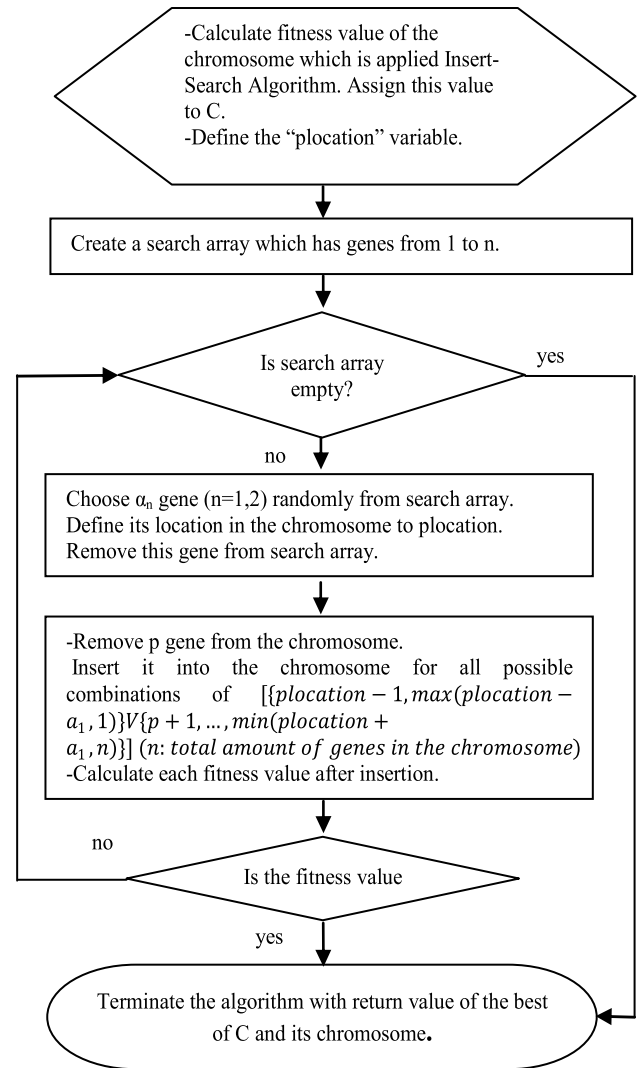 -Calculate fitness value of the
chromosome which is applied Insert-
Search Algorithm. Assign this value
to C.
-Define the “plocation” variable.
Create a search array which has genes from 1 to n.
Is search array
empty?
yes
no
Choose αₙ gene (n=1,2) randomly from search array.
Define its location in the chromosome to plocation.
Remove this gene from search array.
-Remove p gene from the chromosome.
Insert it into the chromosome for all possible
combinations of [{plocation − 1, max(plocation −
a₁, 1)}V{p + 1, … , min(plocation +
a₁, n)}] (n: total amount of genes in the chromosome)
-Calculate each fitness value after insertion.
no
Is the fitness value
yes
Terminate the algorithm with return value of the best
of C and its chromosome.